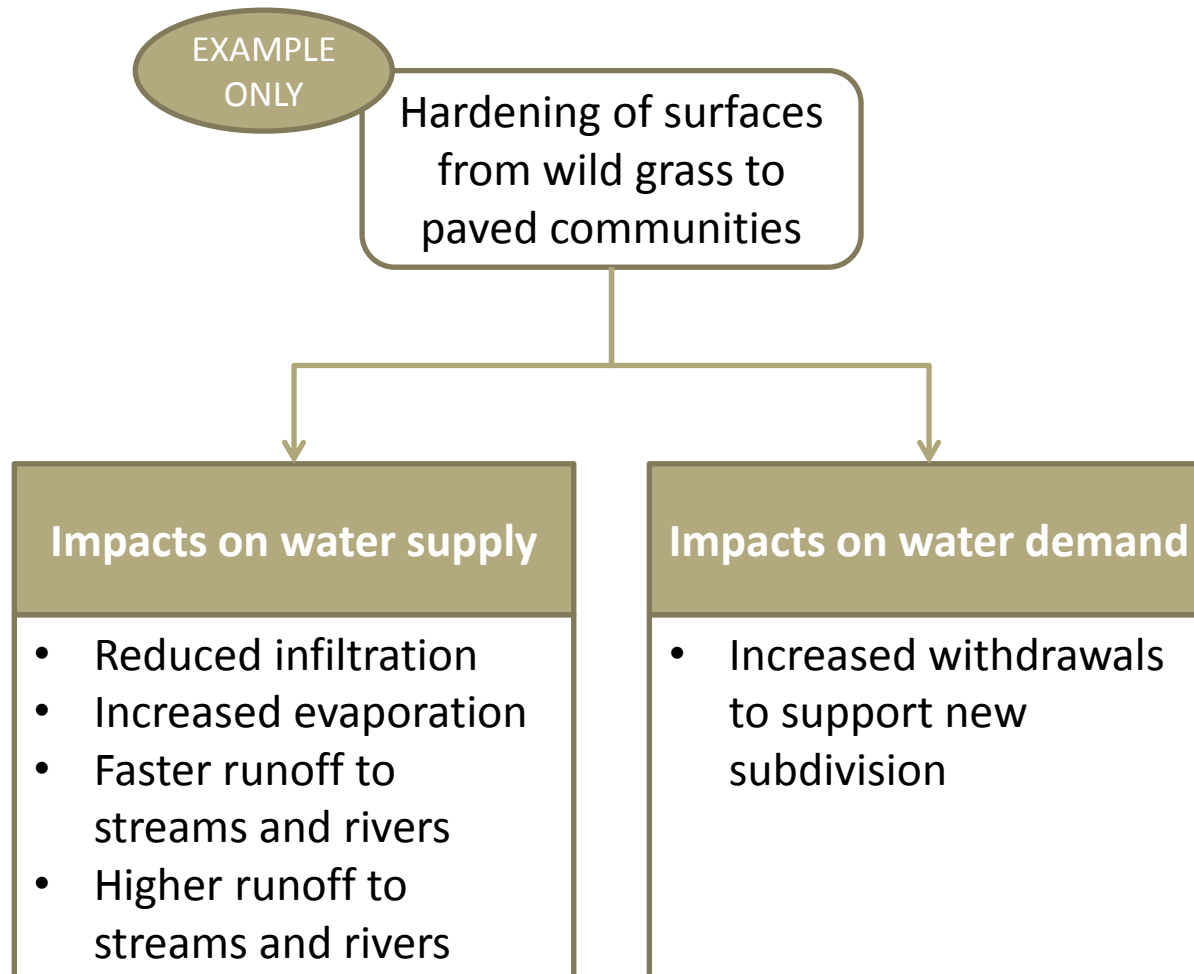 EXAMPLE
ONLY
Hardening of surfaces
from wild grass to
paved communities
Impacts on water supply
• Reduced infiltration
• Increased evaporation
• Faster runoff to
streams and rivers
• Higher runoff to
streams and rivers
Impacts on water demand
• Increased withdrawals
to support new
subdivision